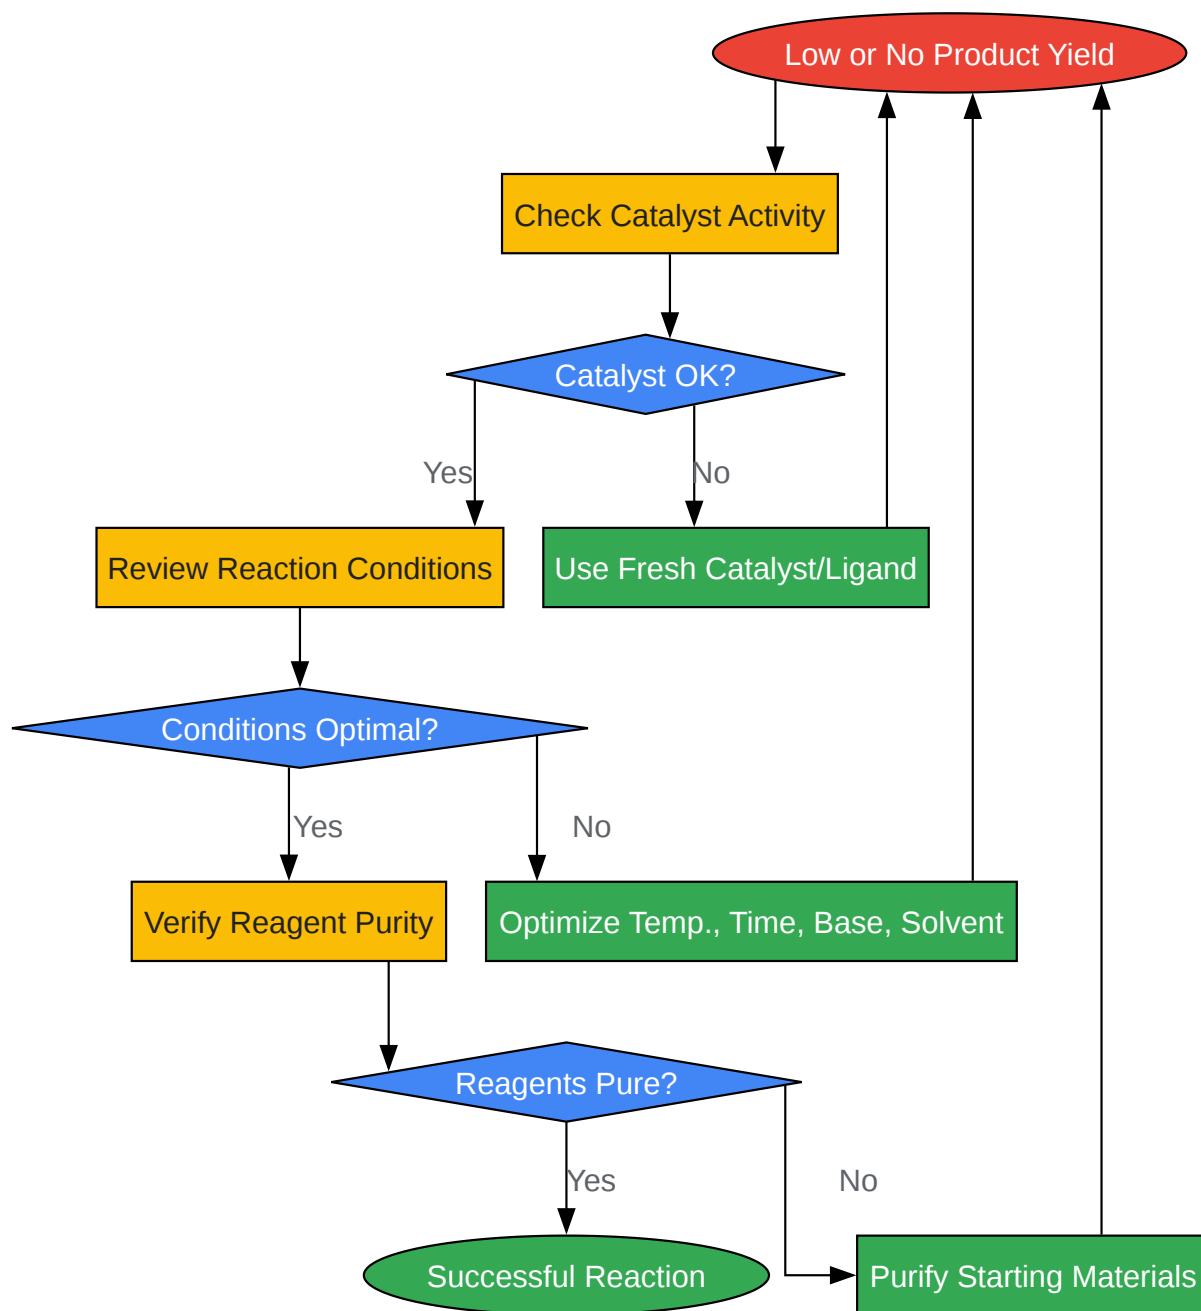 Low or No Product Yield
Check Catalyst Activity
Catalyst OK?
Yes
No
Review Reaction Conditions
Use Fresh Catalyst/Ligand
Conditions Optimal?
Yes
No
Verify Reagent Purity
Optimize Temp., Time, Base, Solvent
Reagents Pure?
Yes
No
Successful Reaction
Purify Starting Materials